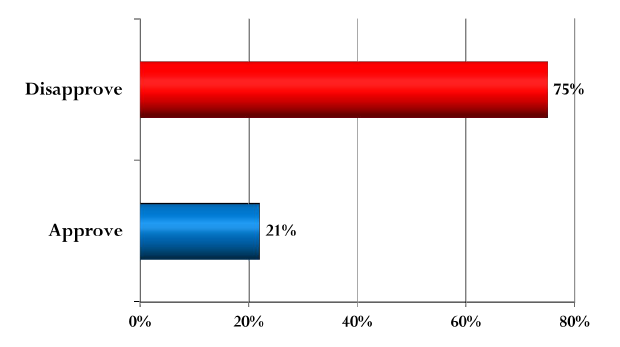 Disapprove 75%
Approve 21%
0% 20% 40% 60% 80%